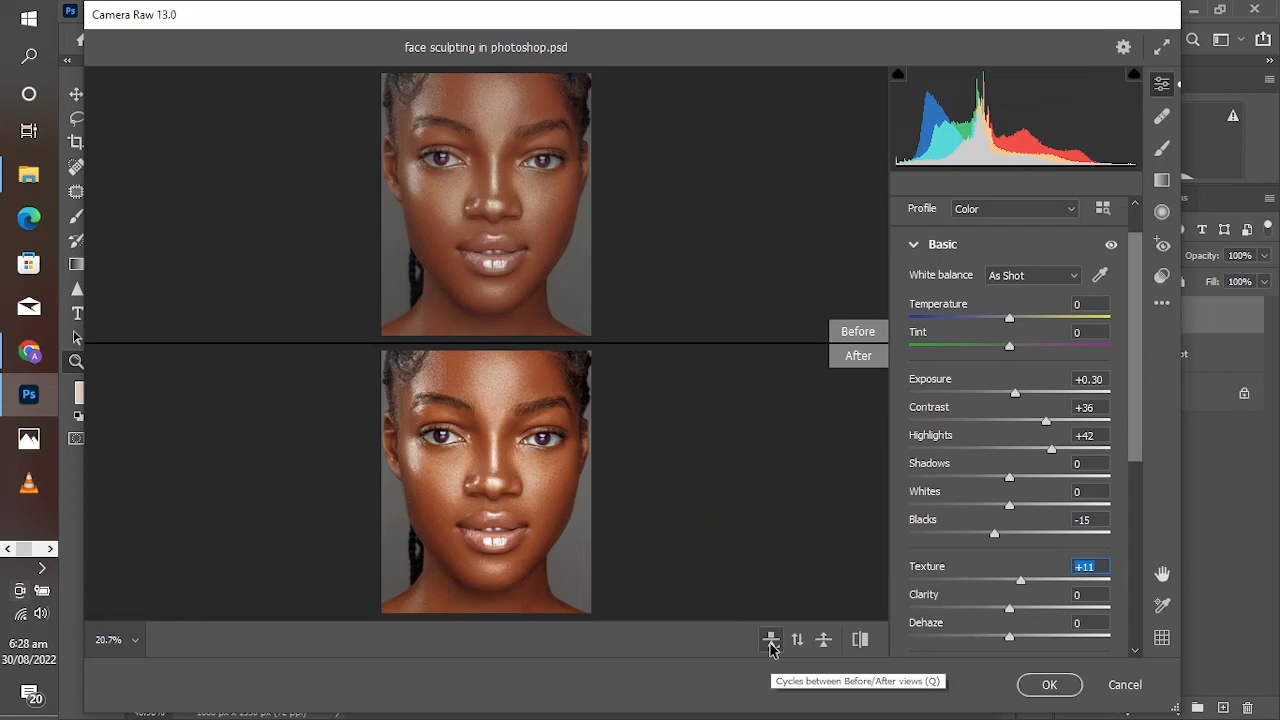 Ps
Camera Raw 13.0
face sculpting in photoshop.psd
Profile
Color
Basic
White balance
As Shot
Temperature
0
Tint
0
Before
After
Exposure
+0.30
Contrast
+36
Highlights
+42
Shadows
0
Whites
0
Blacks
-15
Texture
+11
Clarity
0
Dehaze
0
Opacity:
100%
Fill:
100%
T
T
A
Ps
20.7%
Cycles between Before/After views (Q)
OK
Cancel
6:28 am
30/08/2022
20